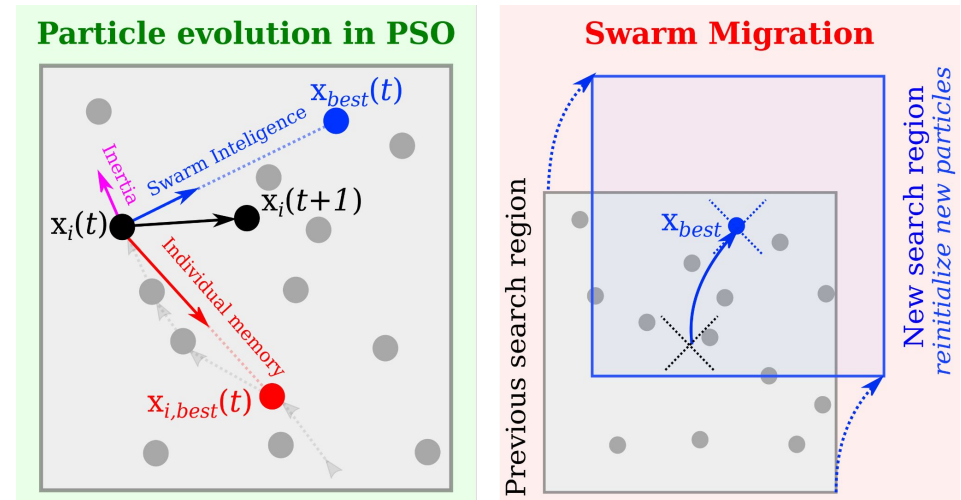 Particle evolution in PSO
x_best(t)
Swarm Inteligence
Inertia
x_i(t)
x_i(t+1)
Individual memory
x_i,best(t)
Swarm Migration
Previous search region
x_best
New search region
reinitialize new particles